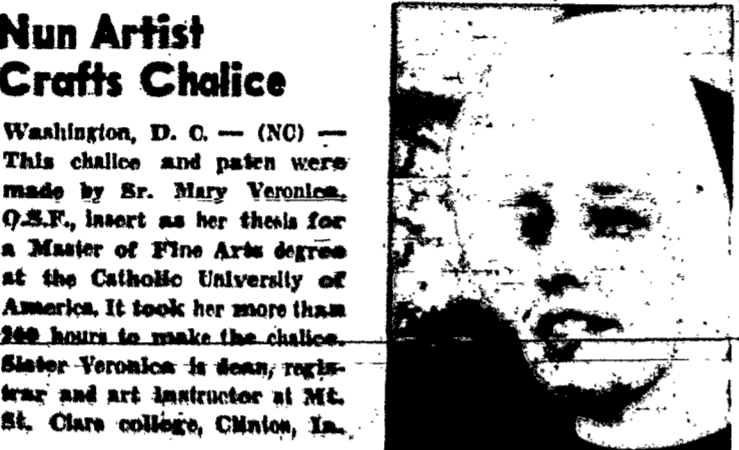 Nun Artist
Crafts Chalice
Washington, D. C. — (NC) —
This chalice and paten were
made by Sr. Mary Veronica,
O.S.F., insert as her thesis for
a Master of Fine Arts degree
at the Catholic University of
America. It took her more than
hours to make the chalice.
Sister Veronica is dean, regis-
trar and art instructor at Mt.
St. Clare college, Clinton, Ia.